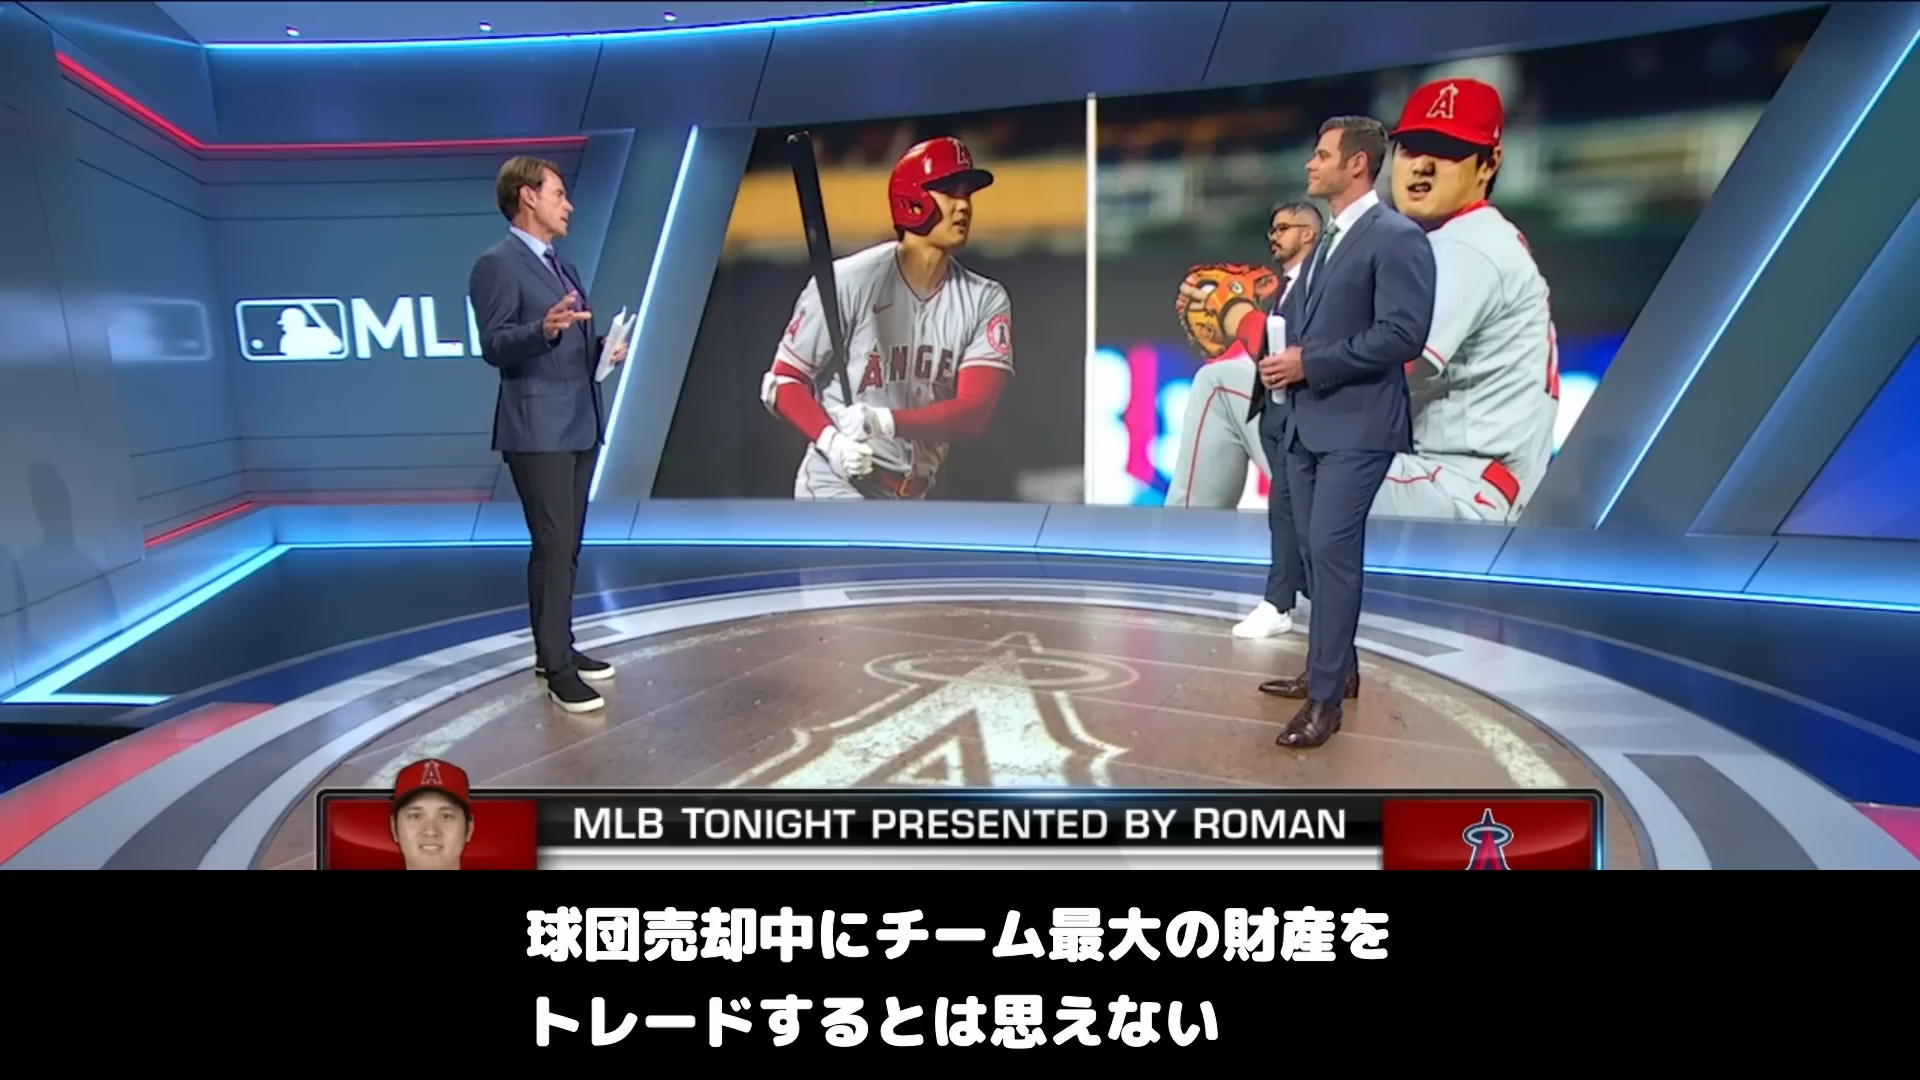 MLB
ANGE
MLB TONIGHT PRESENTED BY ROMAN
球団売却中にチーム最大の財産を
トレードするとは思えない